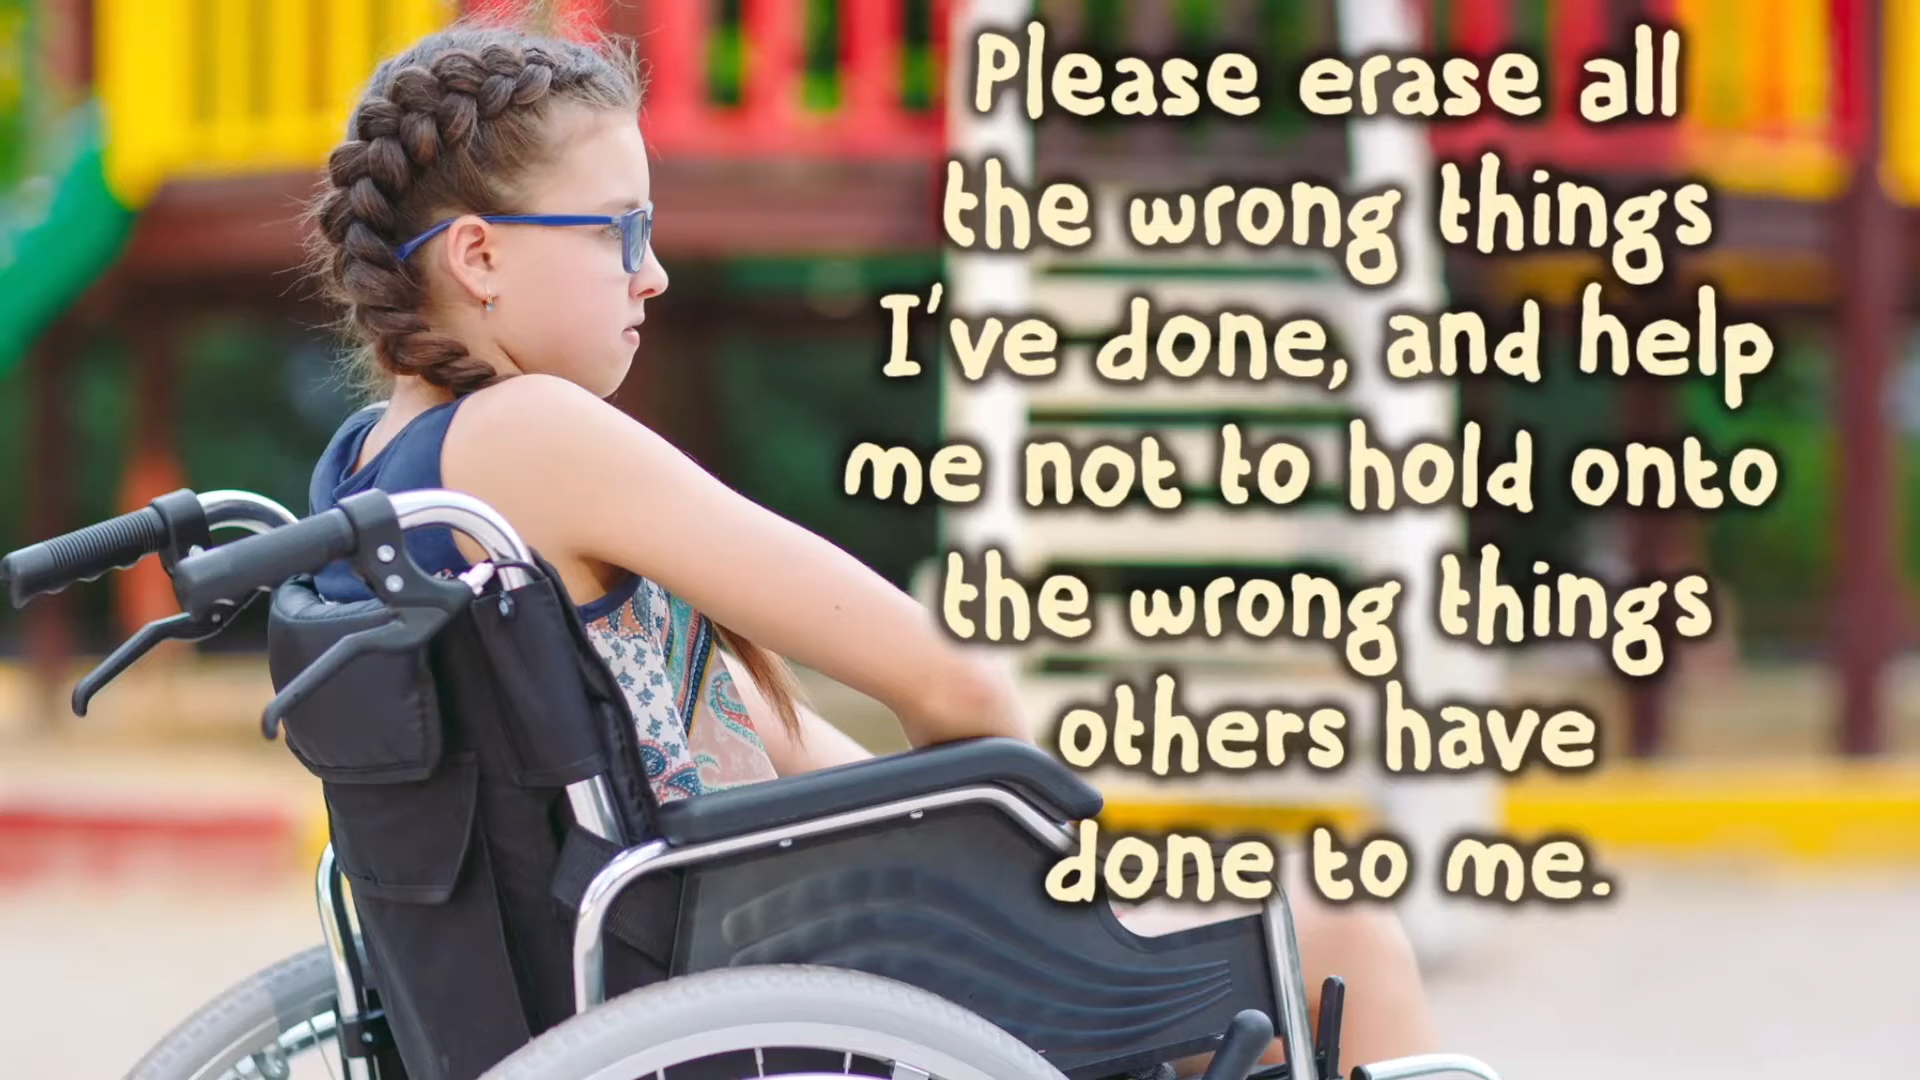 Please erase all
the wrong things
I've done, and help
me not to hold onto
the wrong things
others have
done to me.